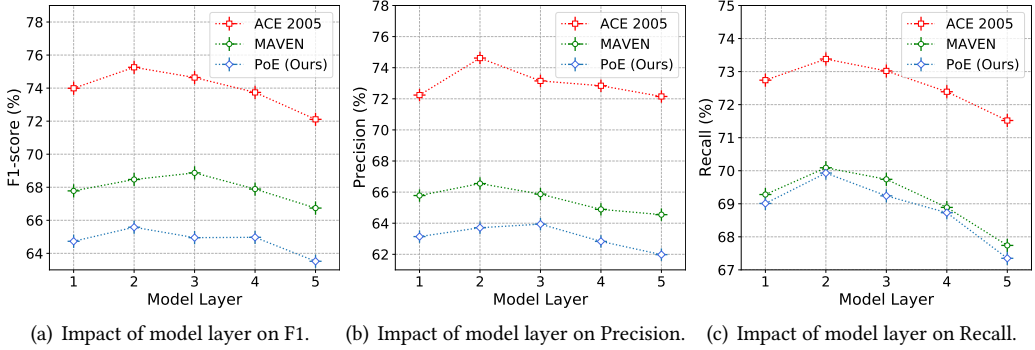 78
76
74
72
70
68
66
64
F1-score (%)
1 2 3 4 5
Model Layer
ACE 2005
MAVEN
PoE (Ours)
(a) Impact of model layer on F1.
78
76
74
72
70
68
66
64
62
Precision (%)
1 2 3 4 5
Model Layer
ACE 2005
MAVEN
PoE (Ours)
(b) Impact of model layer on Precision.
75
74
73
72
71
70
69
68
67
Recall (%)
1 2 3 4 5
Model Layer
ACE 2005
MAVEN
PoE (Ours)
(c) Impact of model layer on Recall.